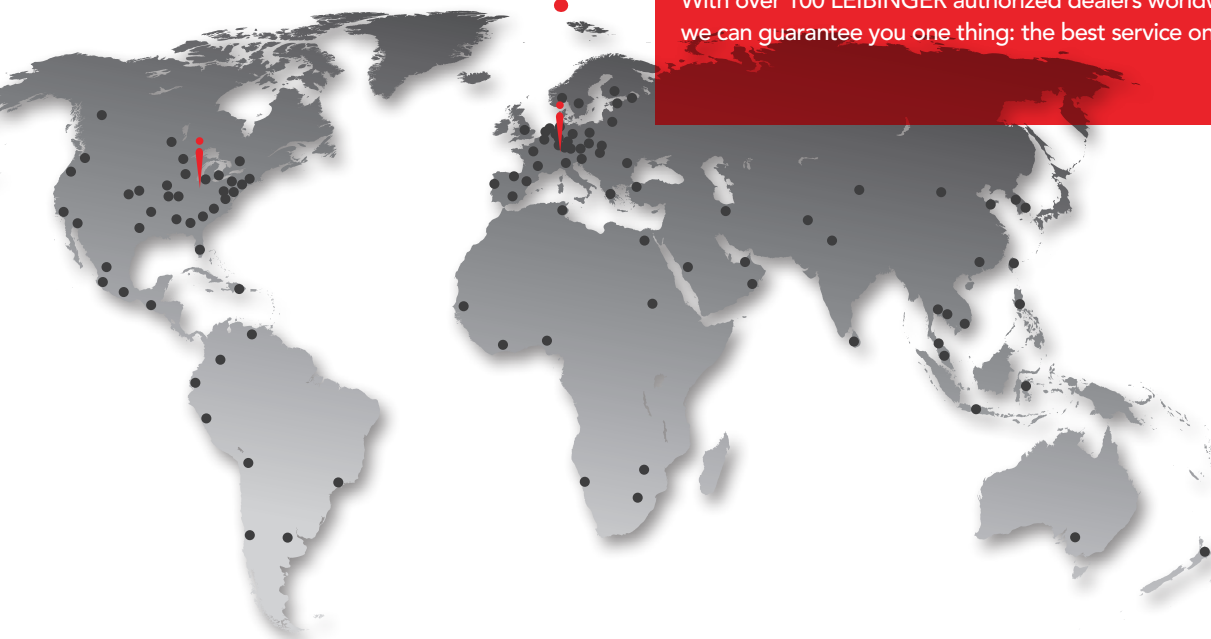 With over 100 LEIBINGER authorized dealers
we can guarantee you one thing: the best service